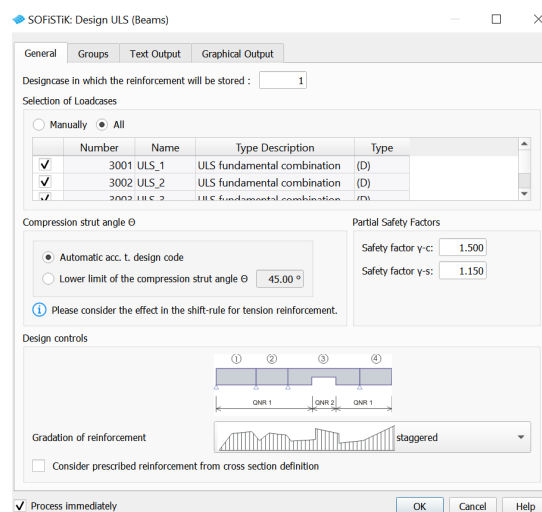 SOFiSTiK: Design ULS (Beams)
General Groups Text Output Graphical Output
Designcase in which the reinforcement will be stored : 1
Selection of Loadcases
Manually All
Number Name Type Description Type
3001 ULS_1 ULS fundamental combination (D)
3002 ULS_2 ULS fundamental combination (D)
3003 ULS_3 ULS fundamental combination (D)
Compression strut angle Θ
Automatic acc. t. design code
Lower limit of the compression strut angle Θ 45.00 °
Please consider the effect in the shift-rule for tension reinforcement.
Partial Safety Factors
Safety factor γ-c: 1.500
Safety factor γ-s: 1.150
Design controls
① ② ③ ④
QNR 1 QNR 2 QNR 1
Gradation of reinforcement staggered
Consider prescribed reinforcement from cross section definition
Process immediately OK Cancel Help